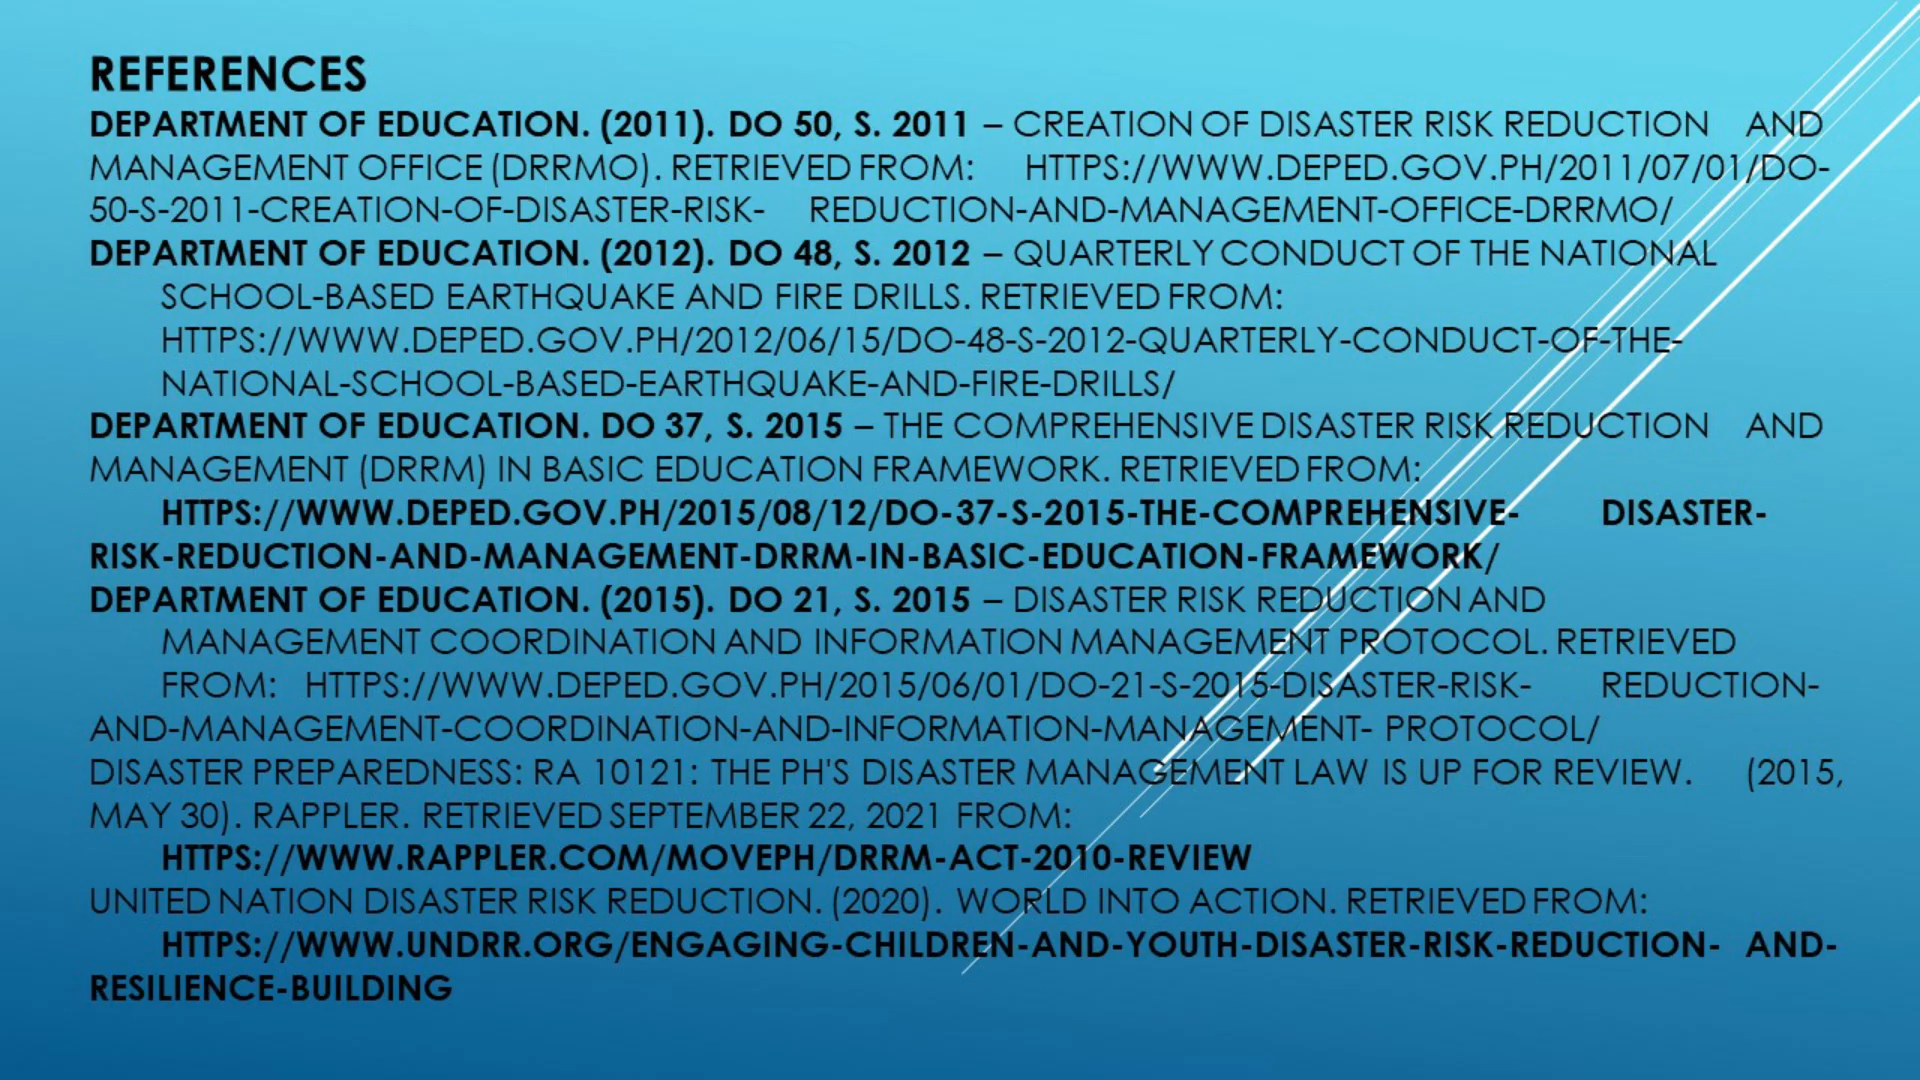 REFERENCES
DEPARTMENT OF EDUCATION. (2011). DO 50, S. 2011 – CREATION OF DISASTER RISK REDUCTION AND
MANAGEMENT OFFICE (DRRMO). RETRIEVED FROM: HTTPS://WWW.DEPED.GOV.PH/2011/07/01/DO-
50-S-2011-CREATION-OF-DISASTER-RISK- REDUCTION-AND-MANAGEMENT-OFFICE-DRRMO/
DEPARTMENT OF EDUCATION. (2012). DO 48, S. 2012 – QUARTERLY CONDUCT OF THE NATIONAL
SCHOOL-BASED EARTHQUAKE AND FIRE DRILLS. RETRIEVED FROM:
HTTPS://WWW.DEPED.GOV.PH/2012/06/15/DO-48-S-2012-QUARTERLY-CONDUCT-OF-THE-
NATIONAL-SCHOOL-BASED-EARTHQUAKE-AND-FIRE-DRILLS/
DEPARTMENT OF EDUCATION. DO 37, S. 2015 – THE COMPREHENSIVE DISASTER RISK REDUCTION AND
MANAGEMENT (DRRM) IN BASIC EDUCATION FRAMEWORK. RETRIEVED FROM:
HTTPS://WWW.DEPED.GOV.PH/2015/08/12/DO-37-S-2015-THE-COMPREHENSIVE- DISASTER-
RISK-REDUCTION-AND-MANAGEMENT-DRRM-IN-BASIC-EDUCATION-FRAMEWORK/
DEPARTMENT OF EDUCATION. (2015). DO 21, S. 2015 – DISASTER RISK REDUCTION AND
MANAGEMENT COORDINATION AND INFORMATION MANAGEMENT PROTOCOL. RETRIEVED
FROM: HTTPS://WWW.DEPED.GOV.PH/2015/06/01/DO-21-S-2015-DISASTER-RISK- REDUCTION-
AND-MANAGEMENT-COORDINATION-AND-INFORMATION-MANAGEMENT- PROTOCOL/
DISASTER PREPAREDNESS: RA 10121: THE PH'S DISASTER MANAGEMENT LAW IS UP FOR REVIEW. (2015,
MAY 30). RAPPLER. RETRIEVED SEPTEMBER 22, 2021 FROM:
HTTPS://WWW.RAPPLER.COM/MOVEPH/DRRM-ACT-2010-REVIEW
UNITED NATION DISASTER RISK REDUCTION. (2020). WORLD INTO ACTION. RETRIEVED FROM:
HTTPS://WWW.UNDRR.ORG/ENGAGING-CHILDREN-AND-YOUTH-DISASTER-RISK-REDUCTION- AND-
RESILIENCE-BUILDING